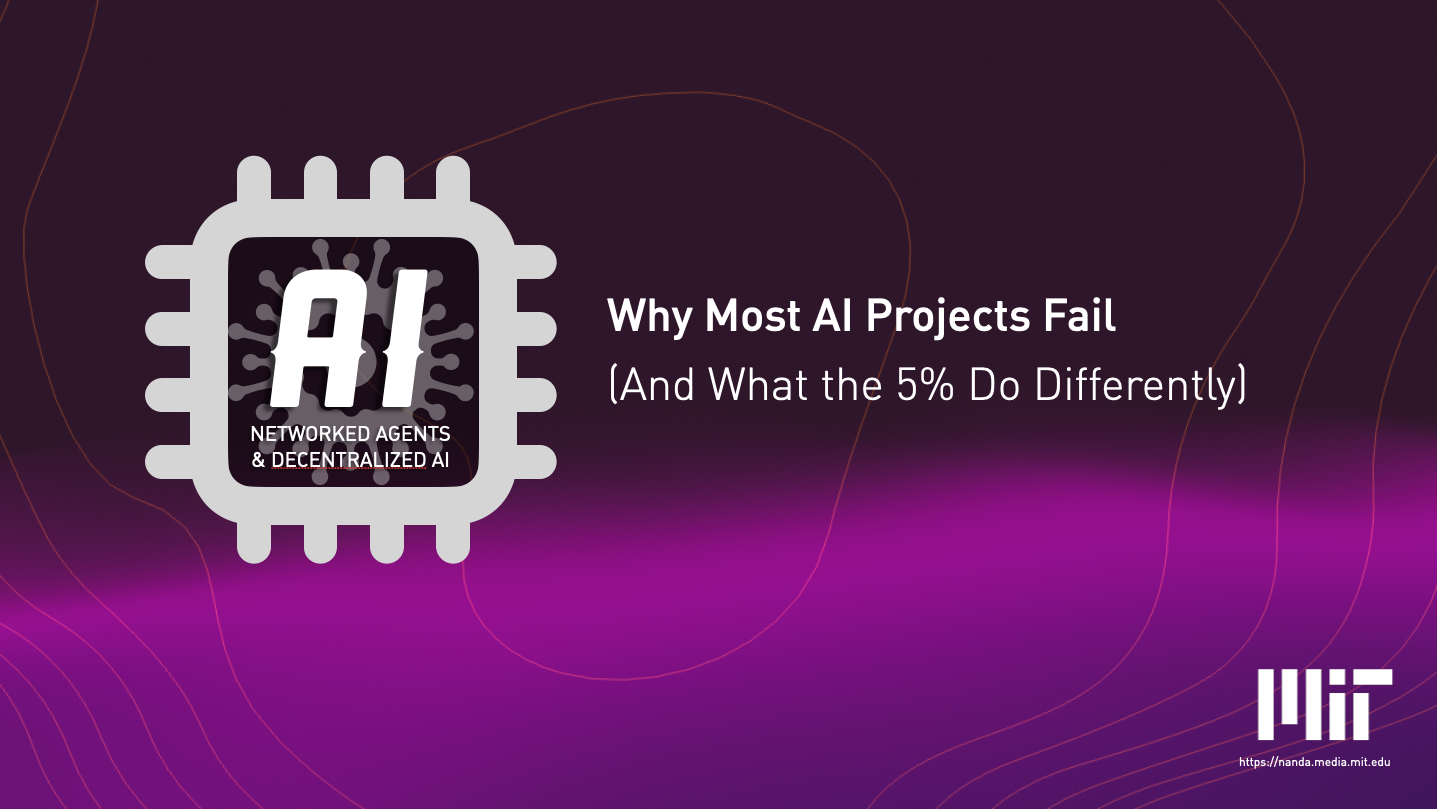 AI
NETWORKED AGENTS
& DECENTRALIZED AI
Why Most AI Projects Fail
(And What the 5% Do Differently)
MIT
https://nanda.media.mit.edu